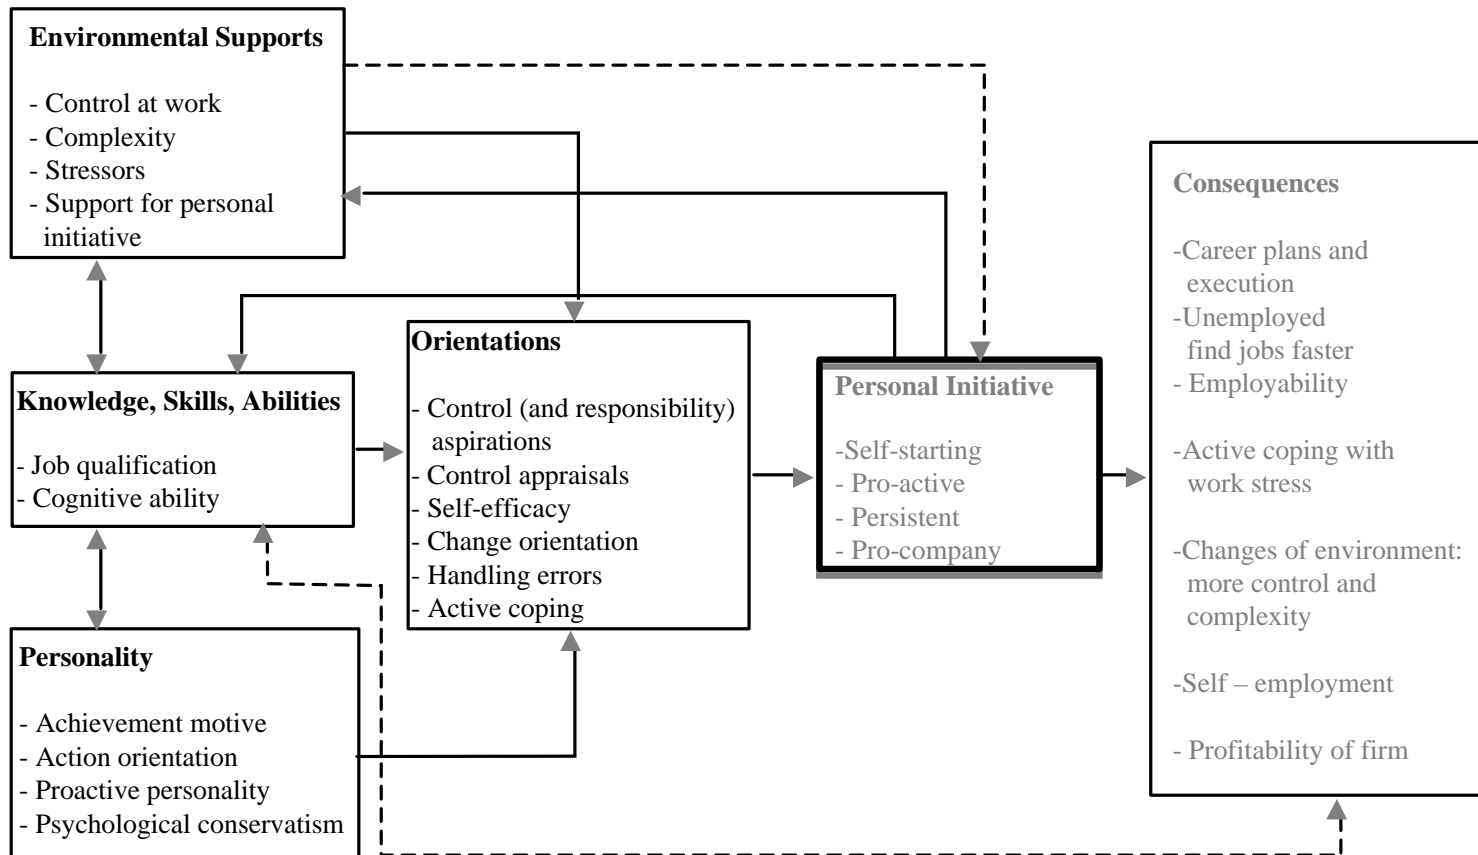 Environmental Supports
- Control at work
- Complexity
- Stressors
- Support for personal
initiative
Knowledge, Skills, Abilities
- Job qualification
- Cognitive ability
Personality
- Achievement motive
- Action orientation
- Proactive personality
- Psychological conservatism
Orientations
- Control (and responsibility)
aspirations
- Control appraisals
- Self-efficacy
- Change orientation
- Handling errors
- Active coping
Personal Initiative
-Self-starting
- Pro-active
- Persistent
- Pro-company
Consequences
-Career plans and
execution
-Unemployed
find jobs faster
- Employability
-Active coping with
work stress
-Changes of environment:
more control and
complexity
-Self – employment
- Profitability of firm